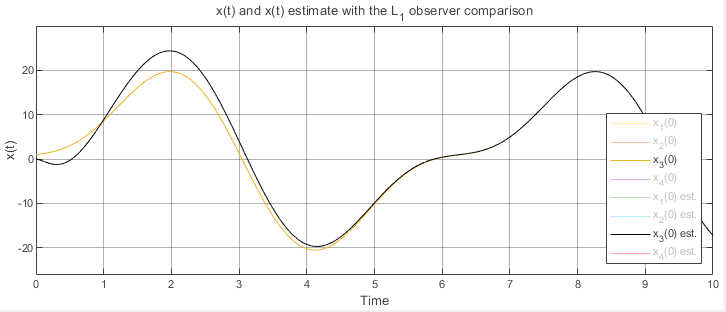 x(t) and x(t) estimate with the L₁ observer comparison
20
10
0
-10
-20
x(t)
0 1 2 3 4 5 6 7 8 9 10
Time
x₁(0)
x₂(0)
x₃(0)
x₄(0)
x₁(0) est.
x₂(0) est.
x₃(0) est.
x₄(0) est.